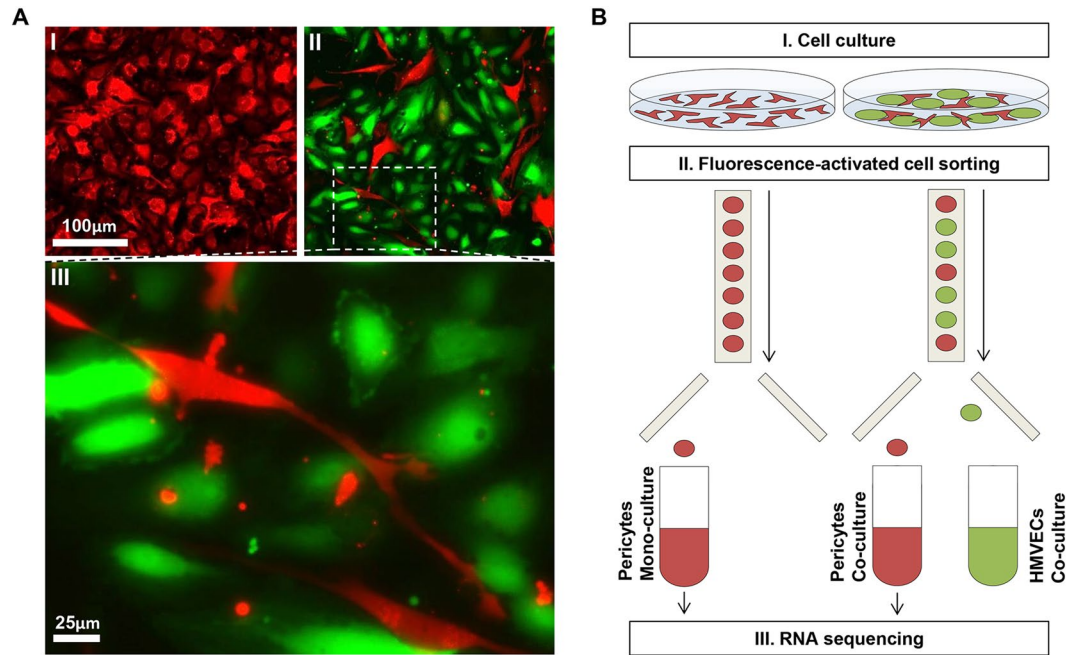 A
I
II
100µm
III
25µm
B
I. Cell culture
II. Fluorescence-activated cell sorting
Pericytes
Mono-culture
Pericytes
Co-culture
HMVECs
Co-culture
III. RNA sequencing